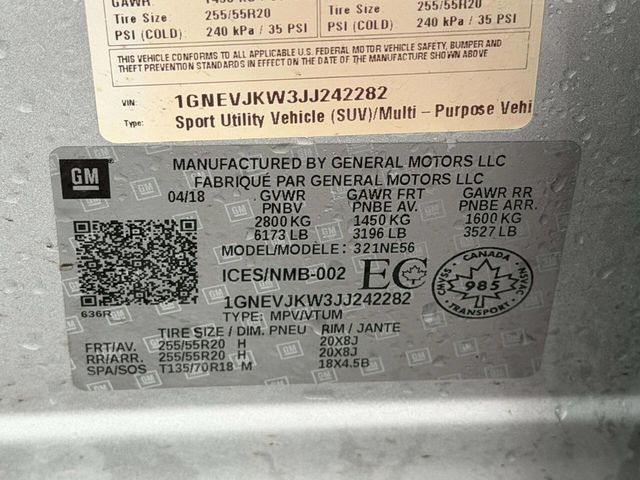 Tire Size: 255/55R20
PSI (COLD): 240 kPa / 35 PSI
Tire Size: 255/55R20
PSI (COLD): 240 kPa / 35 PSI
THIS VEHICLE CONFORMS TO ALL APPLICABLE U.S. FEDERAL MOTOR VEHICLE SAFETY, BUMPER AND
THEFT PREVENTION STANDARDS IN EFFECT ON THE DATE OF THE MANUFACTURE SHOWN ABOVE.
VIN: 1GNEVJKW3JJ242282
TYPE: Sport Utility Vehicle (SUV)/Multi – Purpose Vehi
GM
MANUFACTURED BY GENERAL MOTORS LLC
FABRIQUÉ PAR GENERAL MOTORS LLC
04/18 GVWR GAWR FRT GAWR RR
PNBV PNBE AV. PNBE ARR.
2800 KG 1450 KG 1600 KG
6173 LB 3196 LB 3527 LB
MODEL/MODÈLE: 321NE56
ICES/NMB-002 EC
CANADA
CMVSS 985 NSVAC
TRANSPORT
636R
1GNEVJKW3JJ242282
TYPE: MPV/VTUM
TIRE SIZE / DIM. PNEU RIM / JANTE
FRT/AV. 255/55R20 H 20X8J
RR/ARR. 255/55R20 H 20X8J
SPA/SOS T135/70R18 M 18X4.5B